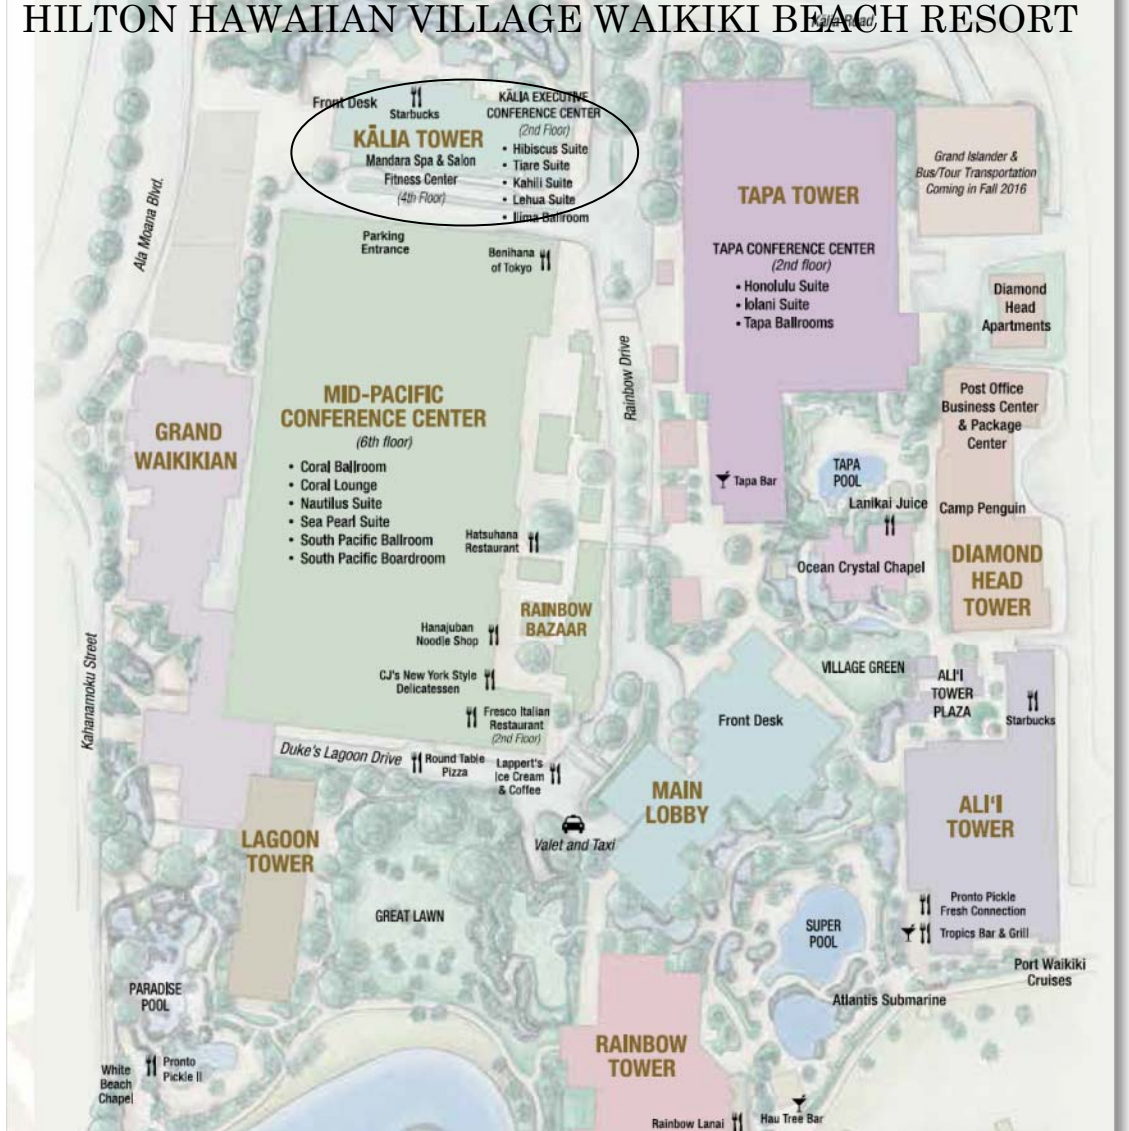 HILTON HAWAIIAN VILLAGE WAIKIKI BEACH RESORT
Kalia Road
Front Desk
Starbucks
KĀLIA TOWER
Mandara Spa & Salon
Fitness Center
(4th Floor)
KĀLIA EXECUTIVE
CONFERENCE CENTER
(2nd Floor)
• Hibiscus Suite
• Tiare Suite
• Kahili Suite
• Lehua Suite
• Ilima Ballroom
Ala Moana Blvd.
Parking
Entrance
Benihana
of Tokyo
TAPA TOWER
TAPA CONFERENCE CENTER
(2nd floor)
• Honolulu Suite
• Iolani Suite
• Tapa Ballrooms
Grand Islander &
Bus/Tour Transportation
Coming in Fall 2016
Diamond
Head
Apartments
Rainbow Drive
MID-PACIFIC
CONFERENCE CENTER
(6th floor)
• Coral Ballroom
• Coral Lounge
• Nautilus Suite
• Sea Pearl Suite
• South Pacific Ballroom
• South Pacific Boardroom
GRAND
WAIKIKIAN
Post Office
Business Center
& Package
Center
Tapa Bar
TAPA
POOL
Lanikai Juice
Camp Penguin
Hatsuhana
Restaurant
Ocean Crystal Chapel
DIAMOND
HEAD
TOWER
RAINBOW
BAZAAR
Hanajuban
Noodle Shop
Kahanamoku Street
CJ's New York Style
Delicatessen
VILLAGE GREEN
ALI'I
TOWER
PLAZA
Starbucks
Fresco Italian
Restaurant
(2nd Floor)
Front Desk
Duke's Lagoon Drive
Round Table
Pizza
Lappert's
Ice Cream
& Coffee
MAIN
LOBBY
ALI'I
TOWER
LAGOON
TOWER
Valet and Taxi
GREAT LAWN
Pronto Pickle
Fresh Connection
Tropics Bar & Grill
SUPER
POOL
Port Waikiki
Cruises
PARADISE
POOL
Atlantis Submarine
RAINBOW
TOWER
White
Beach
Chapel
Pronto
Pickle II
Rainbow Lanai
Hau Tree Bar